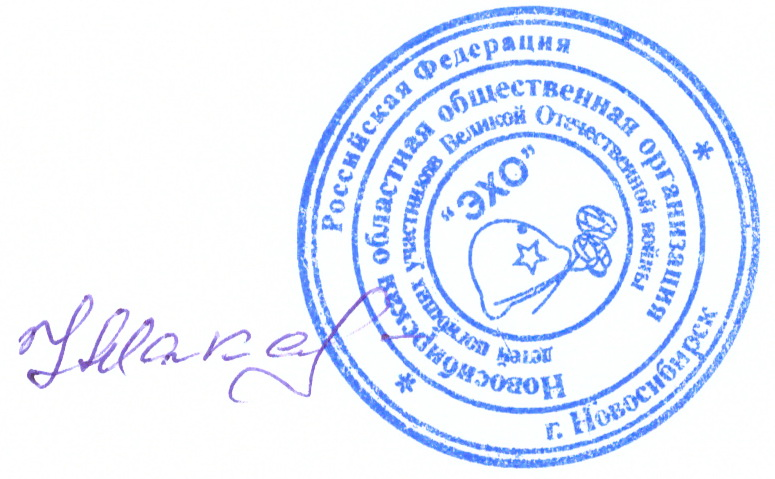 Российская Федерация
г. Новосибирск
Новосибирская областная общественная организация
детей погибших участников Великой Отечественной войны
"ЭХО"